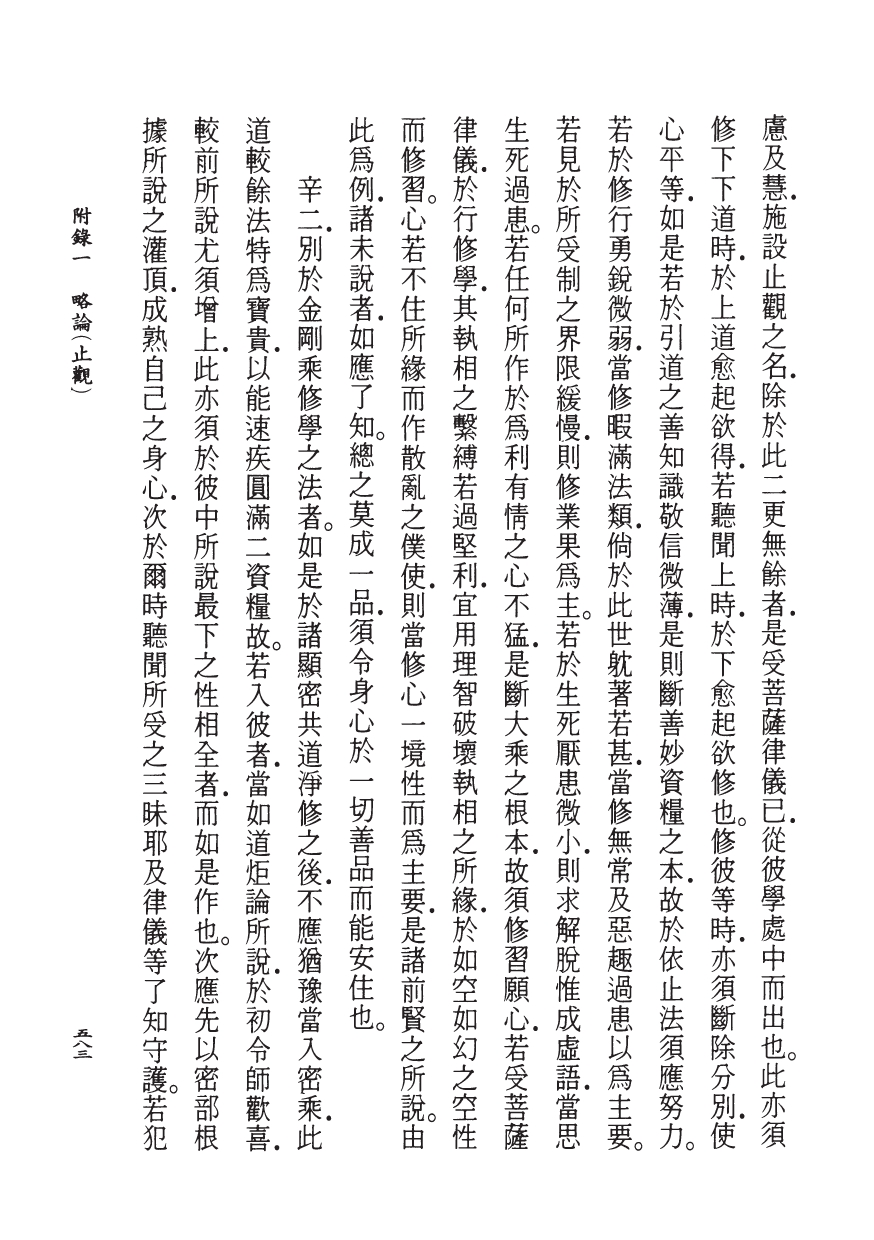 慮及慧．施設止觀之名．除於此二更無餘者．是受菩薩律儀已．從彼學處中而出也。此亦須
修下下道時．於上道愈起欲得．若聽聞上時．於下愈起欲修也。修彼等時．亦須斷除分別．使
心平等．如是若於引道之善知識敬信微薄．是則斷善妙資糧之本．故於依止法須應努力。
若於修行勇銳微弱．當修暇滿法類．倘於此世躭著若甚．當修無常及惡趣過患以爲主要。
若見於所受制之界限緩慢．則修業果爲主。若於生死厭患微小．則求解脫惟成虛語．當思
生死過患。若任何所作於爲利有情之心不猛．是斷大乘之根本．故須修習願心．若受菩薩
律儀．於行修學．其執相之繫縛若過堅利．宜用理智破壞執相之所緣．於如空如幻之空性
而修習。心若不住所緣而作散亂之僕使．則當修心一境性而爲主要．是諸前賢之所說。由
此爲例．諸未說者．如應了知。總之莫成一品．須令身心於一切善品而能安住也。
辛二．別於金剛乘修學之法者。如是於諸顯密共道淨修之後．不應猶豫當入密乘．此
道較餘法特爲寶貴．以能速疾圓滿二資糧故。若入彼者．當如道炬論所說．於初令師歡喜．
較前所說尤須增上．此亦須於彼中所說最下之性相全者．而如是作也。次應先以密部根
據所說之灌頂．成熟自己之身心．次於爾時聽聞所受之三昧耶及律儀等了知守護。若犯
附錄一　略論（止觀）
五八三